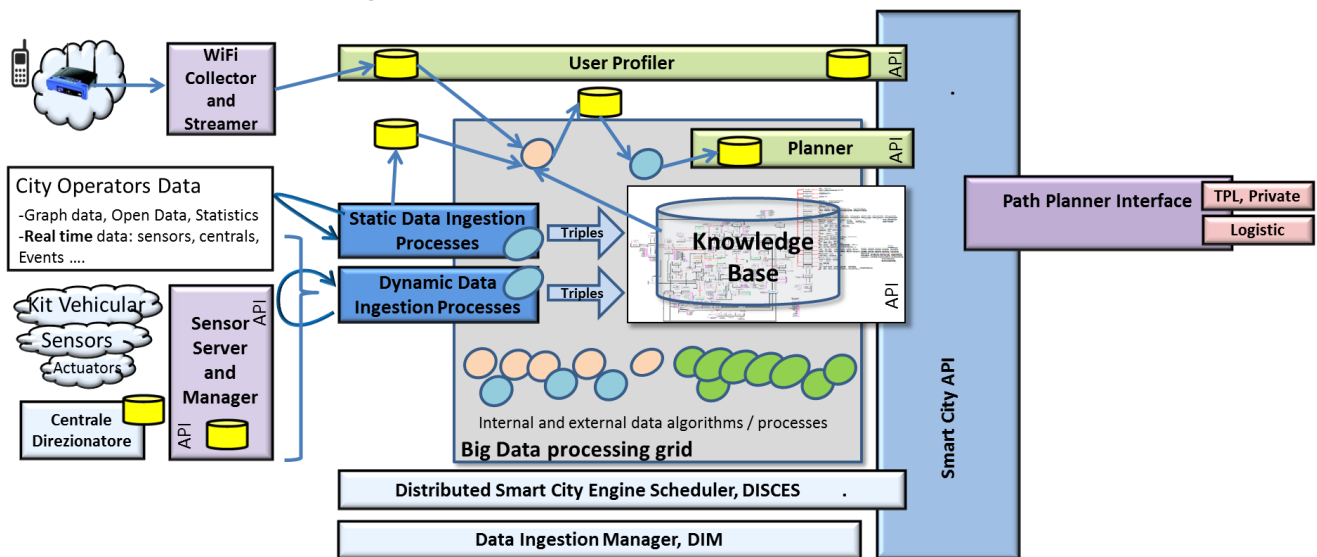 WiFi
Collector
and
Streamer
User Profiler
API
Planner
API
City Operators Data
-Graph data, Open Data, Statistics
-Real time data: sensors, centrals,
Events ....
Static Data Ingestion
Processes
Triples
Dynamic Data
Ingestion Processes
Triples
Knowledge
Base
API
Path Planner Interface
TPL, Private
Logistic
Kit Vehicular
Sensors
Actuators
Centrale
Direzionatore
API
Sensor
Server
and
Manager
API
Internal and external data algorithms / processes
Big Data processing grid
Smart City API
.
Distributed Smart City Engine Scheduler, DISCES .
Data Ingestion Manager, DIM